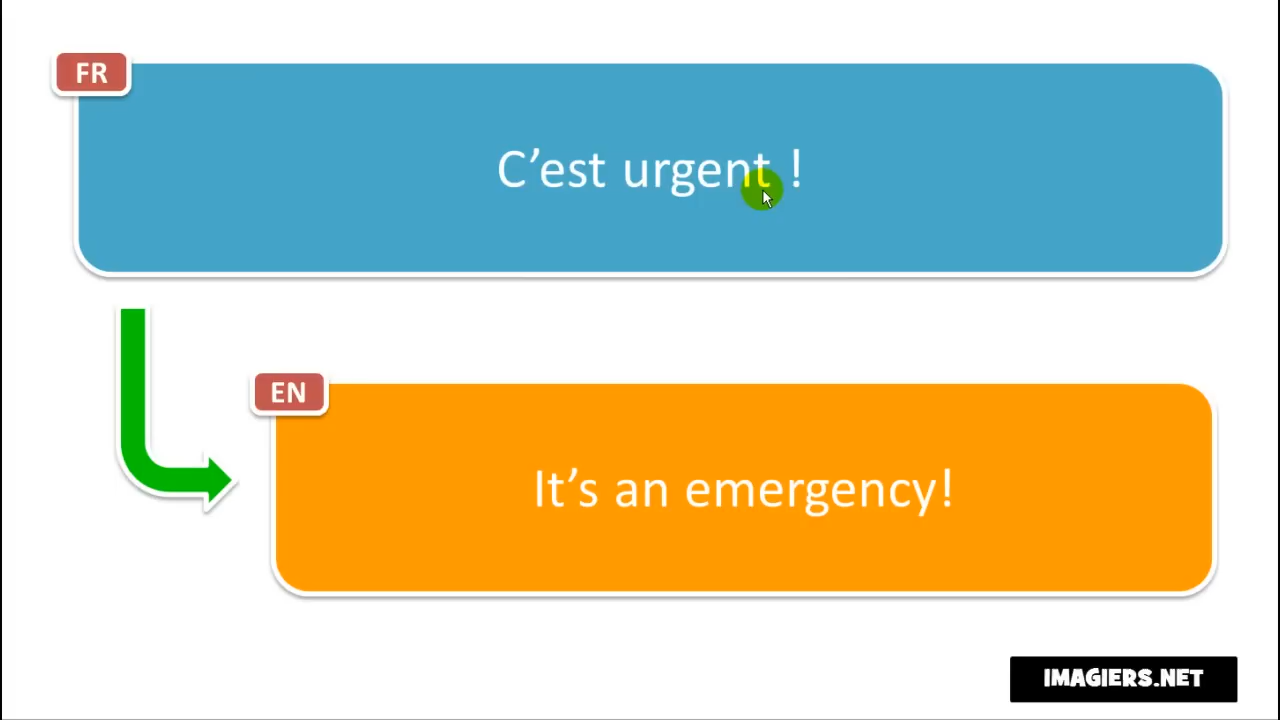 FR
C’est urgent !
EN
It’s an emergency!
IMAGIERS.NET